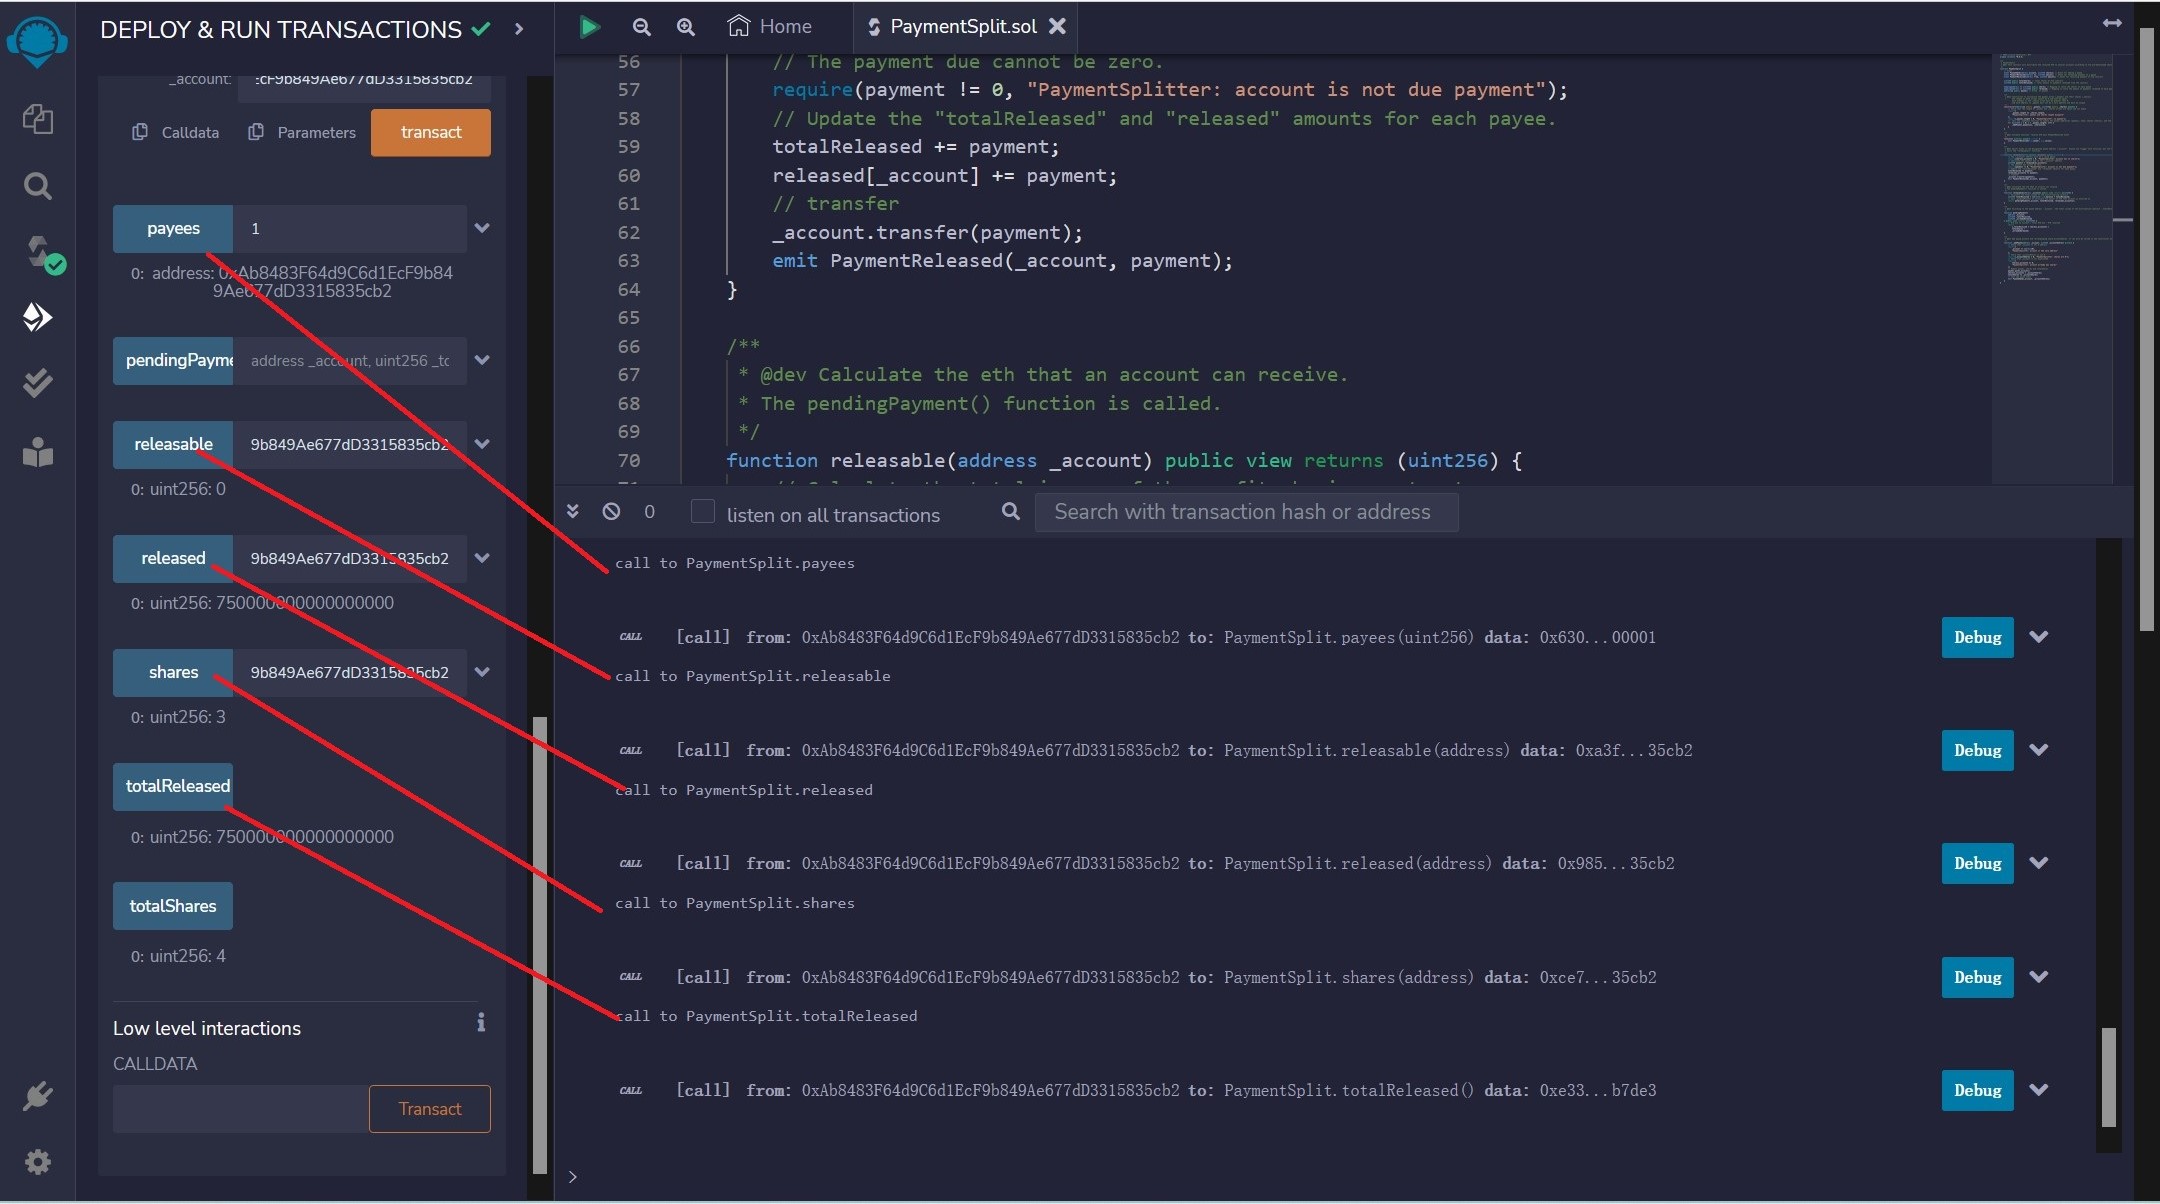 DEPLOY & RUN TRANSACTIONS
_account:
:cF9b849Ae677dD3315835cb2
Calldata
Parameters
transact
payees
1
0: address: 0xAb8483F64d9C6d1EcF9b84
9Ae677dD3315835cb2
pendingPayme
address _account, uint256 _tc
releasable
9b849Ae677dD3315835cb2
0: uint256: 0
released
9b849Ae677dD3315835cb2
0: uint256: 750000000000000000
shares
9b849Ae677dD3315835cb2
0: uint256: 3
totalReleased
0: uint256: 750000000000000000
totalShares
0: uint256: 4
Low level interactions
CALLDATA
Transact
Home
PaymentSplit.sol
56 // The payment due cannot be zero.
57 require(payment != 0, "PaymentSplitter: account is not due payment");
58 // Update the "totalReleased" and "released" amounts for each payee.
59 totalReleased += payment;
60 released[_account] += payment;
61 // transfer
62 _account.transfer(payment);
63 emit PaymentReleased(_account, payment);
64 }
65
66 /**
67 * @dev Calculate the eth that an account can receive.
68 * The pendingPayment() function is called.
69 */
70 function releasable(address _account) public view returns (uint256) {
0
listen on all transactions
Search with transaction hash or address
call to PaymentSplit.payees
CALL [call] from: 0xAb8483F64d9C6d1EcF9b849Ae677dD3315835cb2 to: PaymentSplit.payees(uint256) data: 0x630...00001
Debug
call to PaymentSplit.releasable
CALL [call] from: 0xAb8483F64d9C6d1EcF9b849Ae677dD3315835cb2 to: PaymentSplit.releasable(address) data: 0xa3f...35cb2
Debug
call to PaymentSplit.released
CALL [call] from: 0xAb8483F64d9C6d1EcF9b849Ae677dD3315835cb2 to: PaymentSplit.released(address) data: 0x985...35cb2
Debug
call to PaymentSplit.shares
CALL [call] from: 0xAb8483F64d9C6d1EcF9b849Ae677dD3315835cb2 to: PaymentSplit.shares(address) data: 0xce7...35cb2
Debug
call to PaymentSplit.totalReleased
CALL [call] from: 0xAb8483F64d9C6d1EcF9b849Ae677dD3315835cb2 to: PaymentSplit.totalReleased() data: 0xe33...b7de3
Debug
>